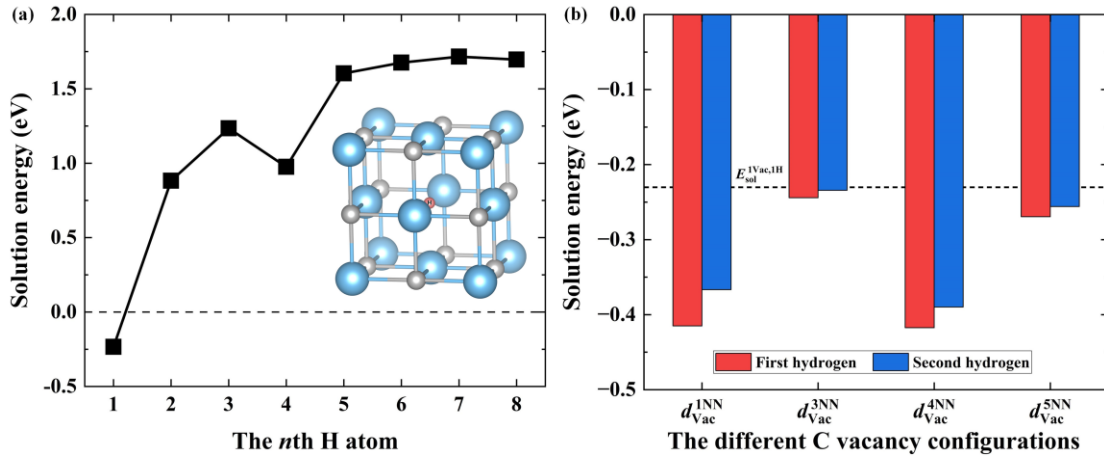 (a)
2.0
1.5
1.0
0.5
0.0
-0.5
Solution energy (eV)
H
1 2 3 4 5 6 7 8
The nth H atom
(b)
0.0
−0.1
−0.2
−0.3
−0.4
−0.5
Solution energy (eV)
E_sol^1Vac,1H
First hydrogen Second hydrogen
d_Vac^1NN d_Vac^3NN d_Vac^4NN d_Vac^5NN
The different C vacancy configurations